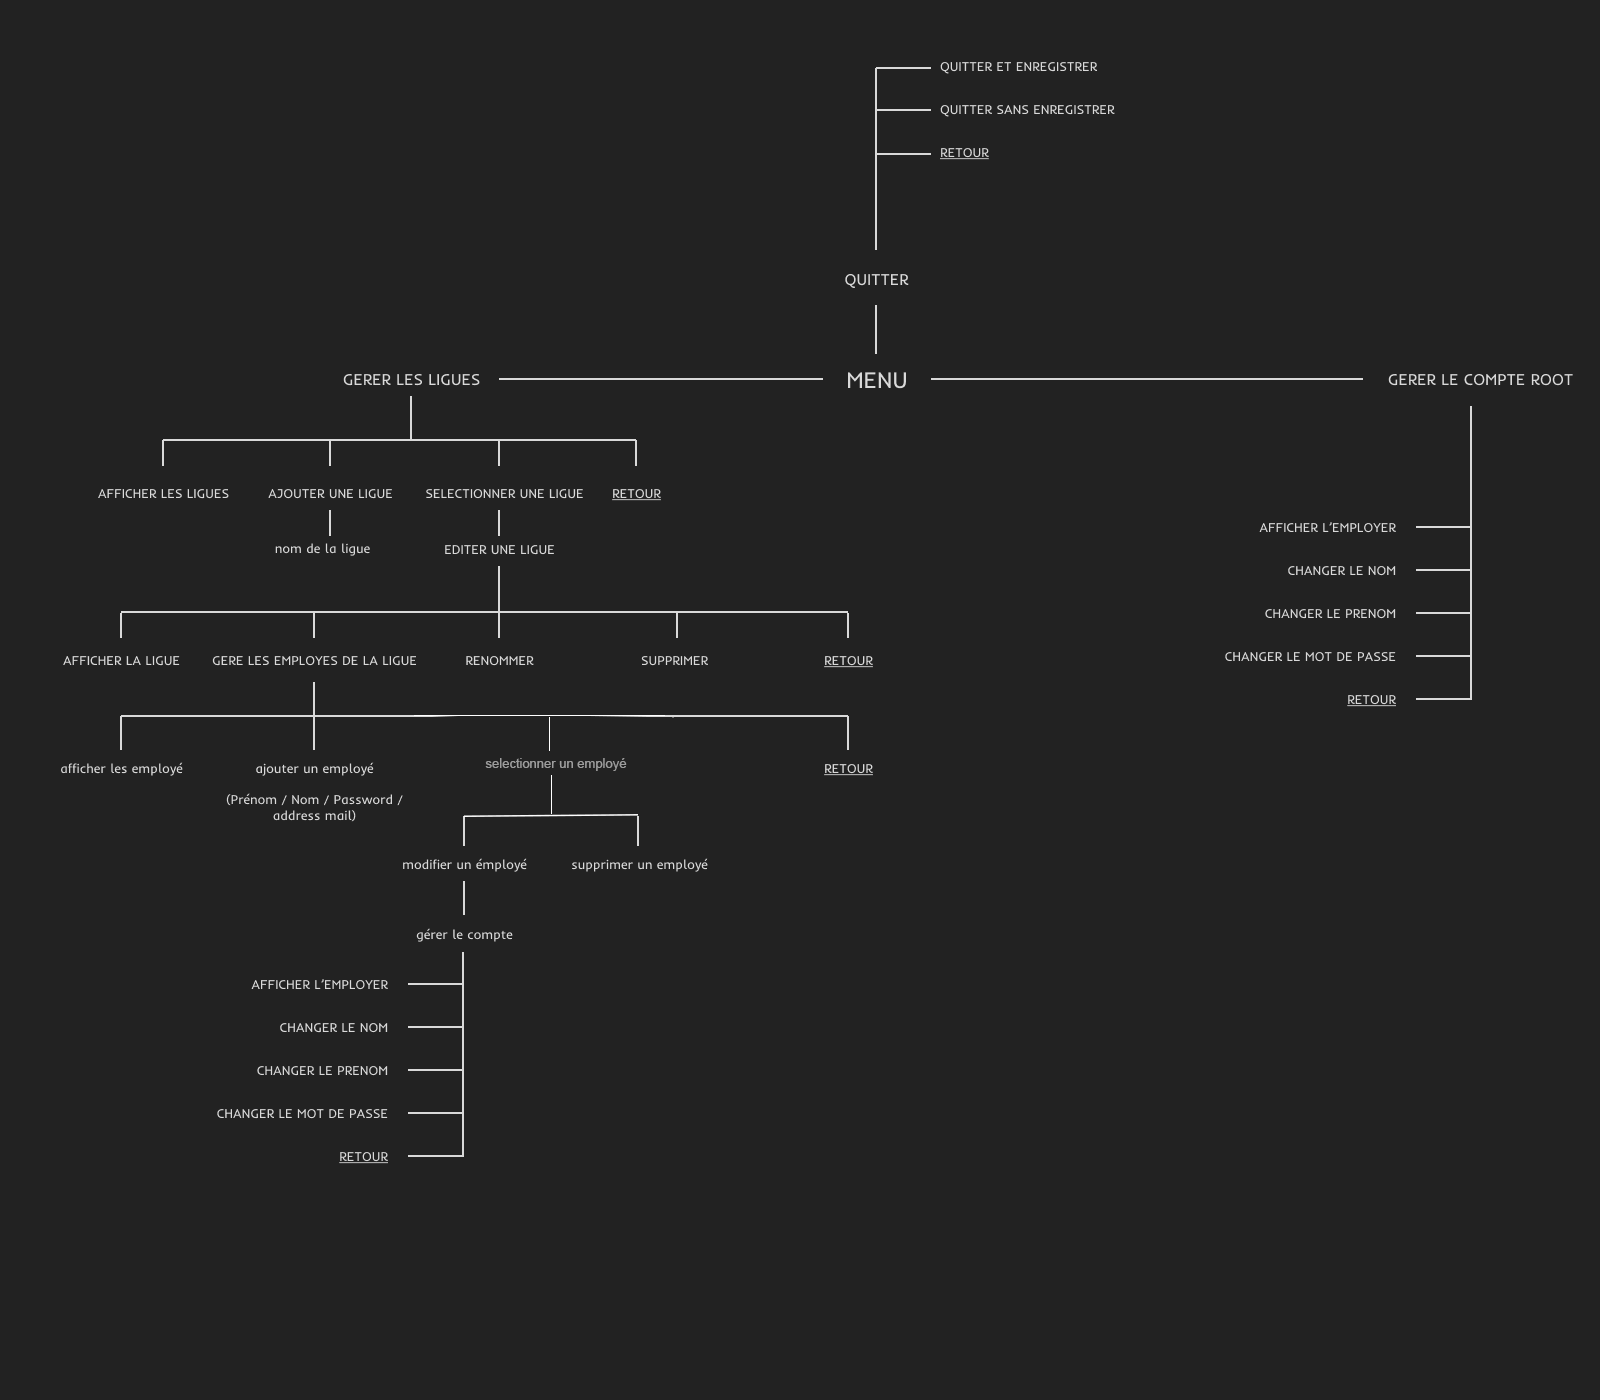 QUITTER ET ENREGISTRER
QUITTER SANS ENREGISTRER
RETOUR
QUITTER
GERER LES LIGUES
MENU
GERER LE COMPTE ROOT
AFFICHER LES LIGUES
AJOUTER UNE LIGUE
SELECTIONNER UNE LIGUE
RETOUR
nom de la ligue
EDITER UNE LIGUE
AFFICHER LA LIGUE
GERE LES EMPLOYES DE LA LIGUE
RENOMMER
SUPPRIMER
RETOUR
afficher les employé
ajouter un employé
(Prénom / Nom / Password /
address mail)
selectionner un employé
RETOUR
modifier un émployé
supprimer un employé
gérer le compte
AFFICHER L'EMPLOYER
CHANGER LE NOM
CHANGER LE PRENOM
CHANGER LE MOT DE PASSE
RETOUR
AFFICHER L'EMPLOYER
CHANGER LE NOM
CHANGER LE PRENOM
CHANGER LE MOT DE PASSE
RETOUR